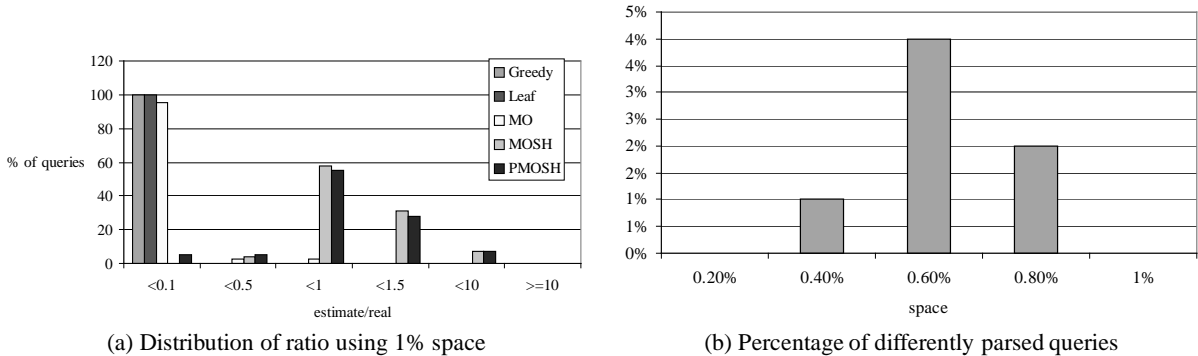 120
100
80
60
40
20
0
% of queries
<0.1
<0.5
<1
<1.5
<10
>=10
estimate/real
Greedy
Leaf
MO
MOSH
PMOSH
(a) Distribution of ratio using 1% space
5%
4%
4%
3%
3%
2%
2%
1%
1%
0%
0.20%
0.40%
0.60%
0.80%
1%
space
(b) Percentage of differently parsed queries